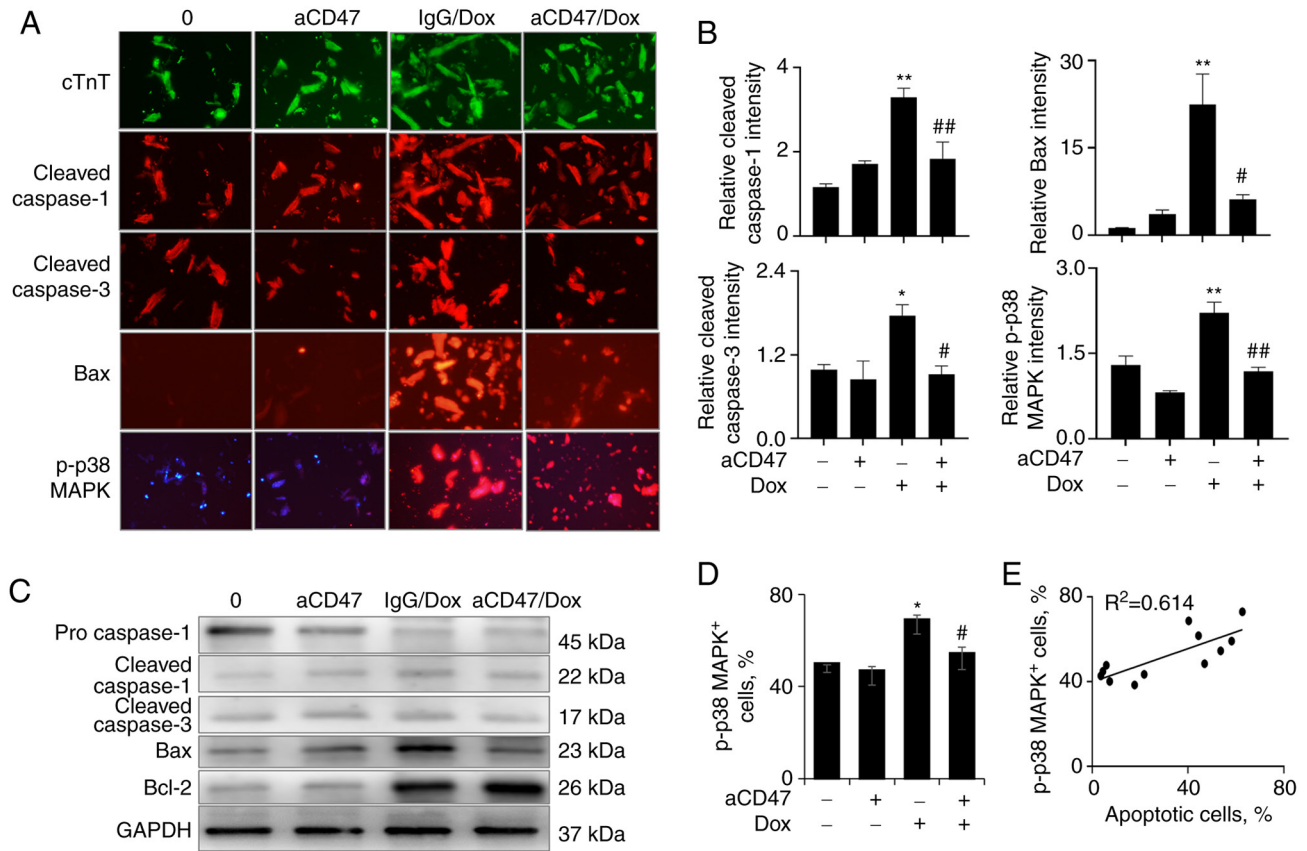 A
0 aCD47 IgG/Dox aCD47/Dox
cTnT
Cleaved
caspase-1
Cleaved
caspase-3
Bax
p-p38
MAPK
B
Relative cleaved
caspase-1 intensity
4
2
0
**
##
Relative Bax intensity
30
15
0
**
#
Relative cleaved
caspase-3 intensity
2.4
1.2
0.0
*
#
Relative p-p38
MAPK intensity
3.0
1.5
0.0
**
##
aCD47 – + – +
Dox – – + +
aCD47 – + – +
Dox – – + +
C
0 aCD47 IgG/Dox aCD47/Dox
Pro caspase-1 45 kDa
Cleaved
caspase-1 22 kDa
Cleaved
caspase-3 17 kDa
Bax 23 kDa
Bcl-2 26 kDa
GAPDH 37 kDa
D
p-p38 MAPK+
cells, %
80
40
0
*
#
aCD47 – + – +
Dox – – + +
E
p-p38 MAPK+ cells, %
80
40
0
R2=0.614
0 40 80
Apoptotic cells, %